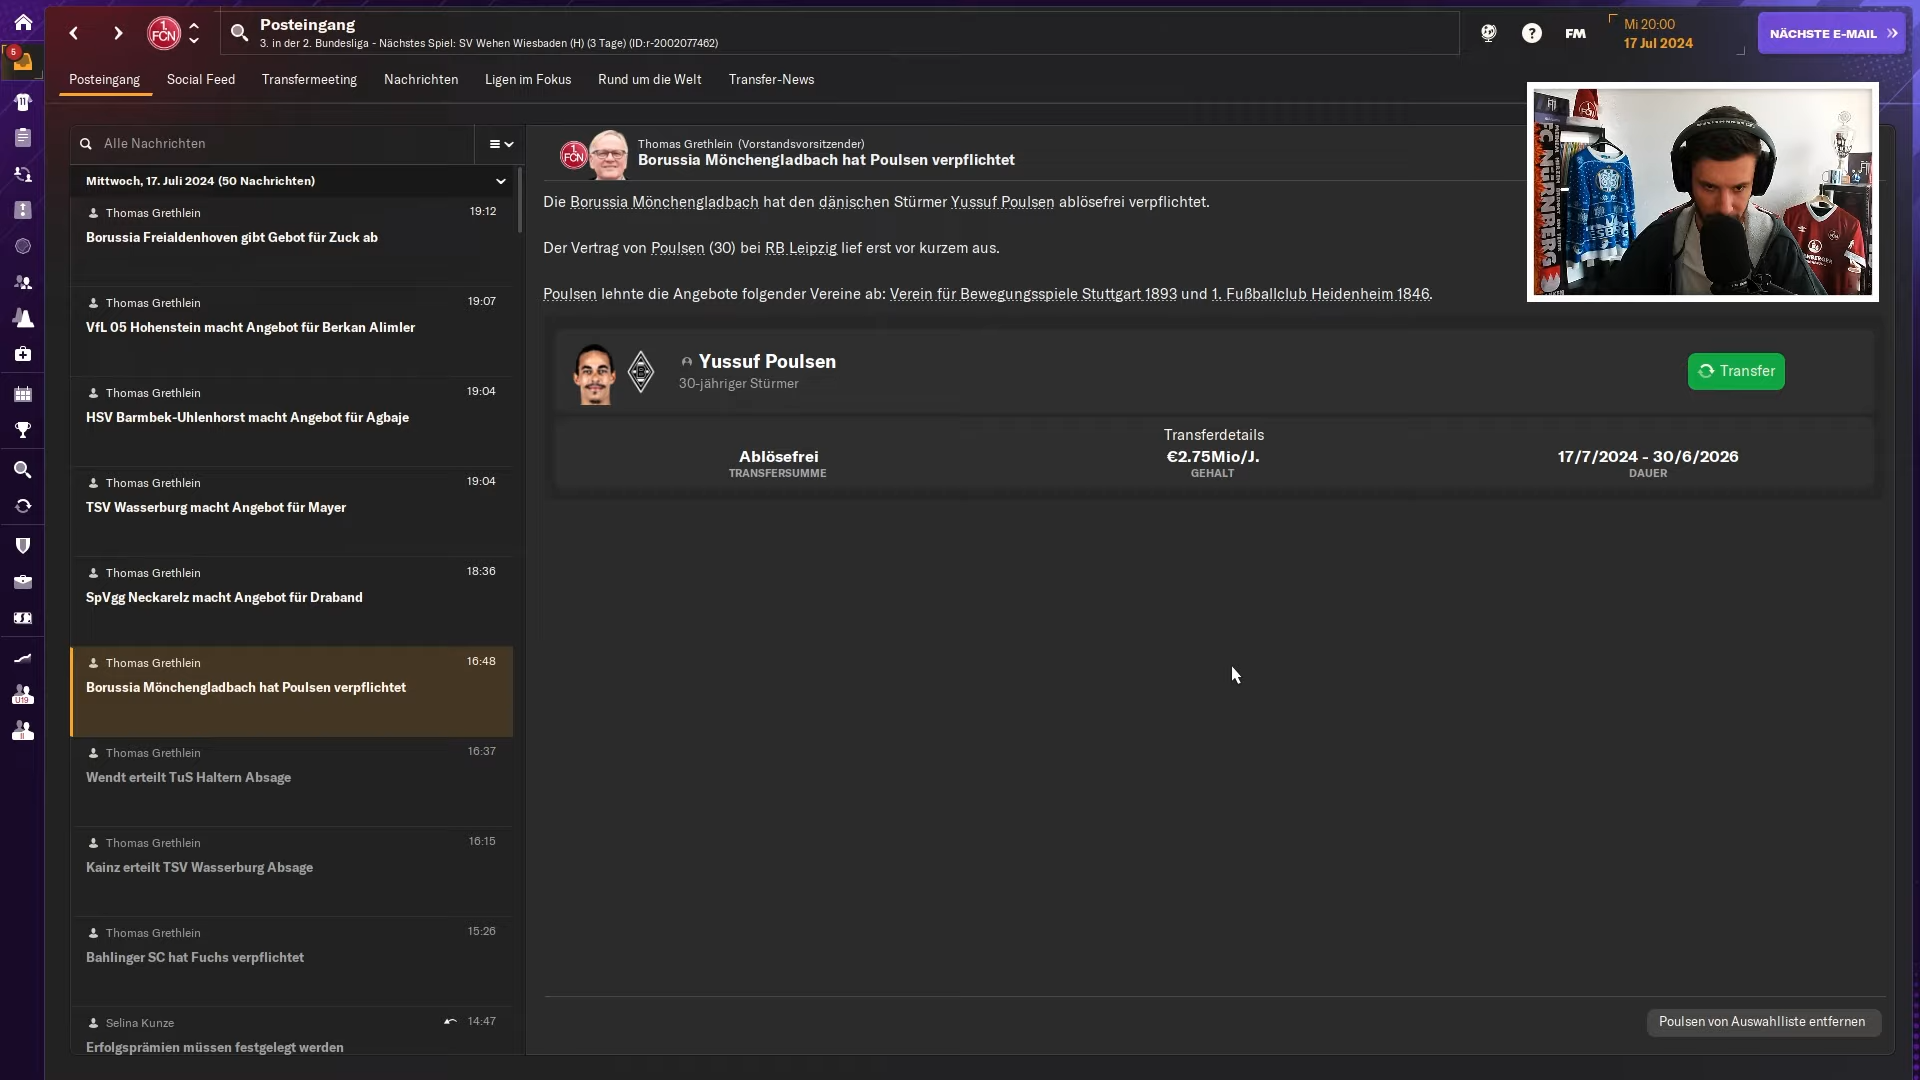 Posteingang
3. in der 2. Bundesliga - Nächstes Spiel: SV Wehen Wiesbaden (H) (3 Tage) (ID:r-2002077462)
FM
Mi 20:00
17 Jul 2024
NÄCHSTE E-MAIL
6
Posteingang
Social Feed
Transfermeeting
Nachrichten
Ligen im Fokus
Rund um die Welt
Transfer-News
Alle Nachrichten
Mittwoch, 17. Juli 2024 (50 Nachrichten)
Thomas Grethlein 19:12
Borussia Freialdenhoven gibt Gebot für Zuck ab
Thomas Grethlein 19:07
VfL 05 Hohenstein macht Angebot für Berkan Alimler
Thomas Grethlein 19:04
HSV Barmbek-Uhlenhorst macht Angebot für Agbaje
Thomas Grethlein 19:04
TSV Wasserburg macht Angebot für Mayer
Thomas Grethlein 18:36
SpVgg Neckarelz macht Angebot für Draband
Thomas Grethlein 16:48
Borussia Mönchengladbach hat Poulsen verpflichtet
Thomas Grethlein 16:37
Wendt erteilt TuS Haltern Absage
Thomas Grethlein 16:15
Kainz erteilt TSV Wasserburg Absage
Thomas Grethlein 15:26
Bahlinger SC hat Fuchs verpflichtet
Selina Kunze 14:47
Erfolgsprämien müssen festgelegt werden
Thomas Grethlein (Vorstandsvorsitzender)
Borussia Mönchengladbach hat Poulsen verpflichtet
Die Borussia Mönchengladbach hat den dänischen Stürmer Yussuf Poulsen ablösefrei verpflichtet.
Der Vertrag von Poulsen (30) bei RB Leipzig lief erst vor kurzem aus.
Poulsen lehnte die Angebote folgender Vereine ab: Verein für Bewegungsspiele Stuttgart 1893 und 1. Fußballclub Heidenheim 1846.
Yussuf Poulsen
30-jähriger Stürmer
Transfer
Transferdetails
Ablösefrei
TRANSFERSUMME
€2.75Mio/J.
GEHALT
17/7/2024 - 30/6/2026
DAUER
Poulsen von Auswahlliste entfernen
FC NÜRNBERG
1.
FCN
1.
FCN
11
U19
II